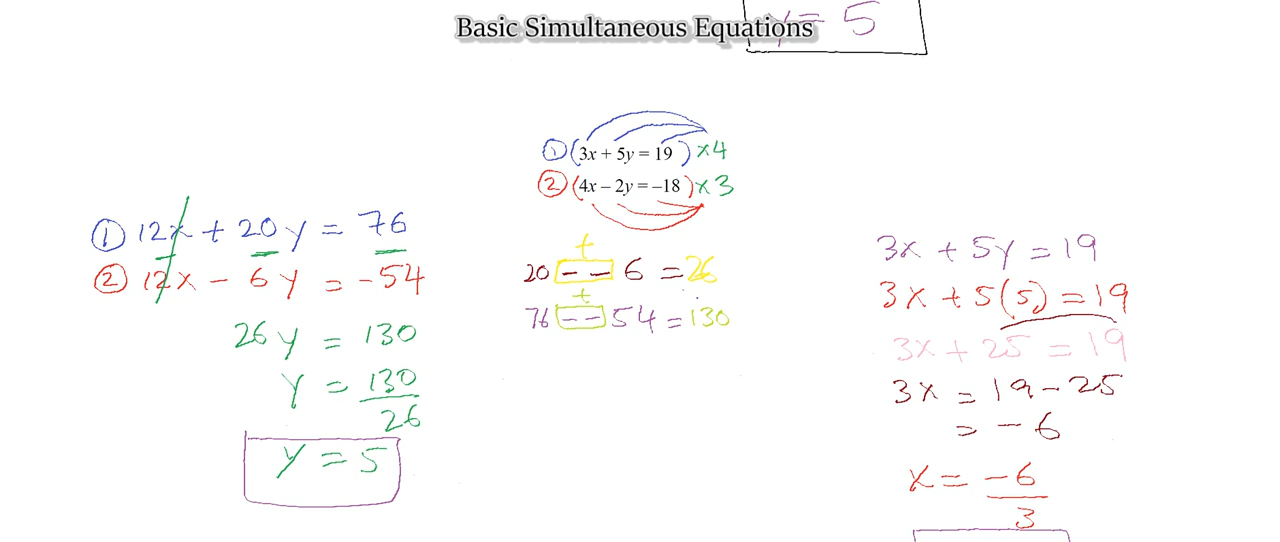 Basic Simultaneous Equations
y = 5
① (3x + 5y = 19) ×4
② (4x – 2y = –18) ×3
① 12x + 20y = 76
② 12x - 6y = -54
26y = 130
y = 130/26
y = 5
+
20 - - 6 = 26
+
76 - - 54 = 130
3x + 5y = 19
3x + 5(5) = 19
3x + 25 = 19
3x = 19 - 25
= -6
x = -6/3